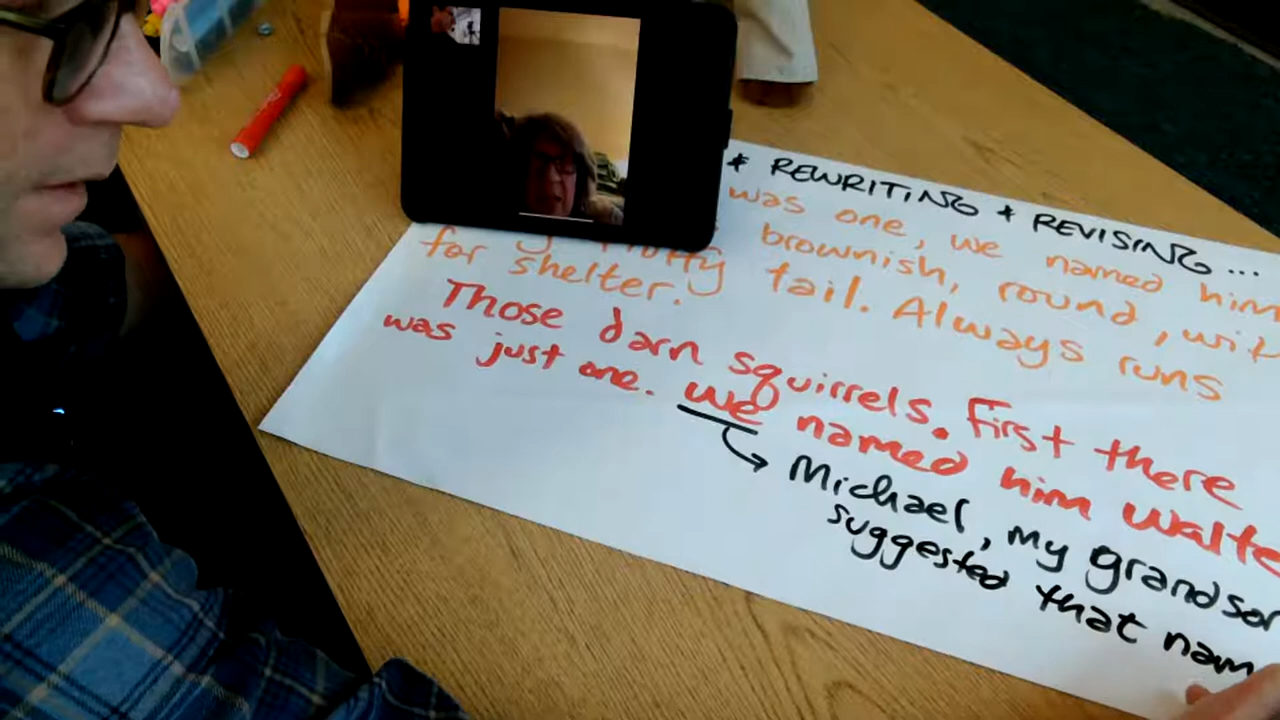 * REWRITING * REVISING...
was one, we named him
fluffy brownish, round, wit
for shelter. tail. Always runs
Those darn squirrels. First there
was just one. we named him Walte
Michael, my grandson
suggested that nam